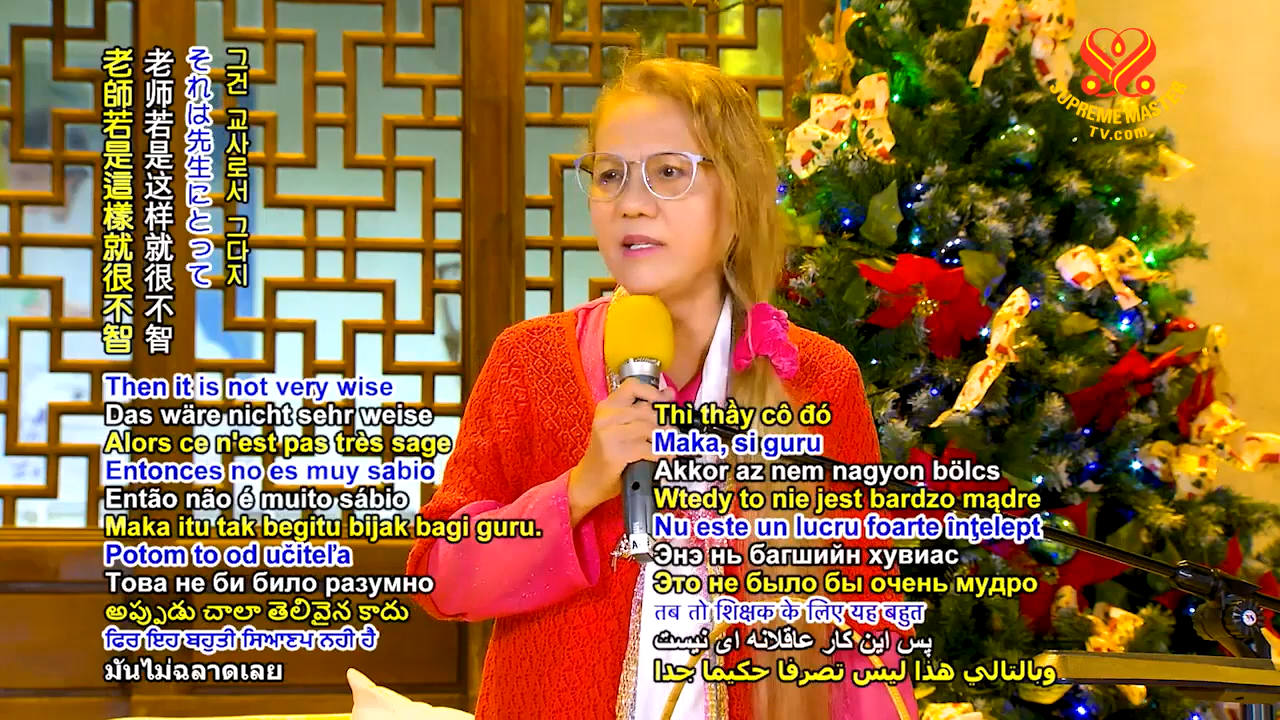 SUPREME MASTER
TV.com
그건 교사로서 그다지
それは先生にとって
老师若是这样就很不智
老師若是這樣就很不智
Then it is not very wise
Das wäre nicht sehr weise
Alors ce n'est pas très sage
Entonces no es muy sabio
Então não é muito sábio
Maka itu tak begitu bijak bagi guru.
Potom to od učiteľa
Това не би било разумно
అప్పుడు చాలా తెలివైన కాదు
ਫਿਰ ਇਹ ਬਹੁਤੀ ਸਿਆਣਪ ਨਹੀ ਹੈ
มันไม่ฉลาดเลย
Thì thầy cô đó
Maka, si guru
Akkor az nem nagyon bölcs
Wtedy to nie jest bardzo mądre
Nu este un lucru foarte înţelept
Энэ нь багшийн хувиас
Это не было бы очень мудро
तब तो शिक्षक के लिए यह बहुत
پس این کار عاقلانه ای نیست
وبالتالي هذا ليس تصرفا حكيما جدا